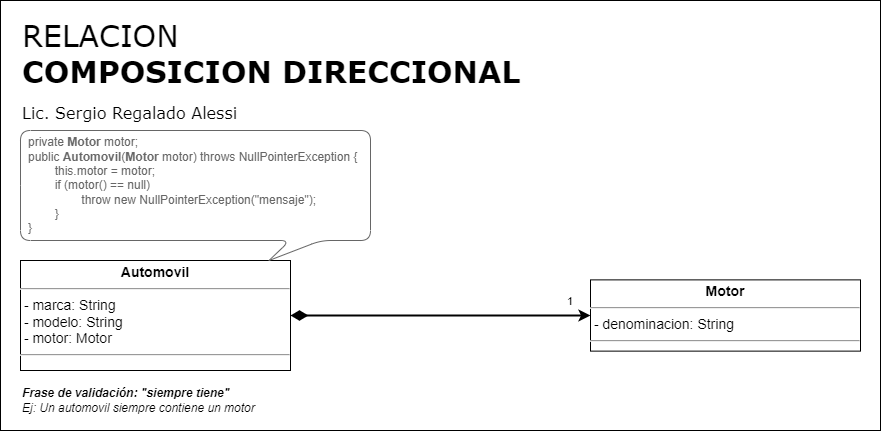 RELACION
COMPOSICION DIRECCIONAL
Lic. Sergio Regalado Alessi
private Motor motor;
public Automovil(Motor motor) throws NullPointerException {
this.motor = motor;
if (motor() == null)
throw new NullPointerException("mensaje");
}
}
Automovil
- marca: String
- modelo: String
- motor: Motor
1
Motor
- denominacion: String
Frase de validación: "siempre tiene"
Ej: Un automovil siempre contiene un motor